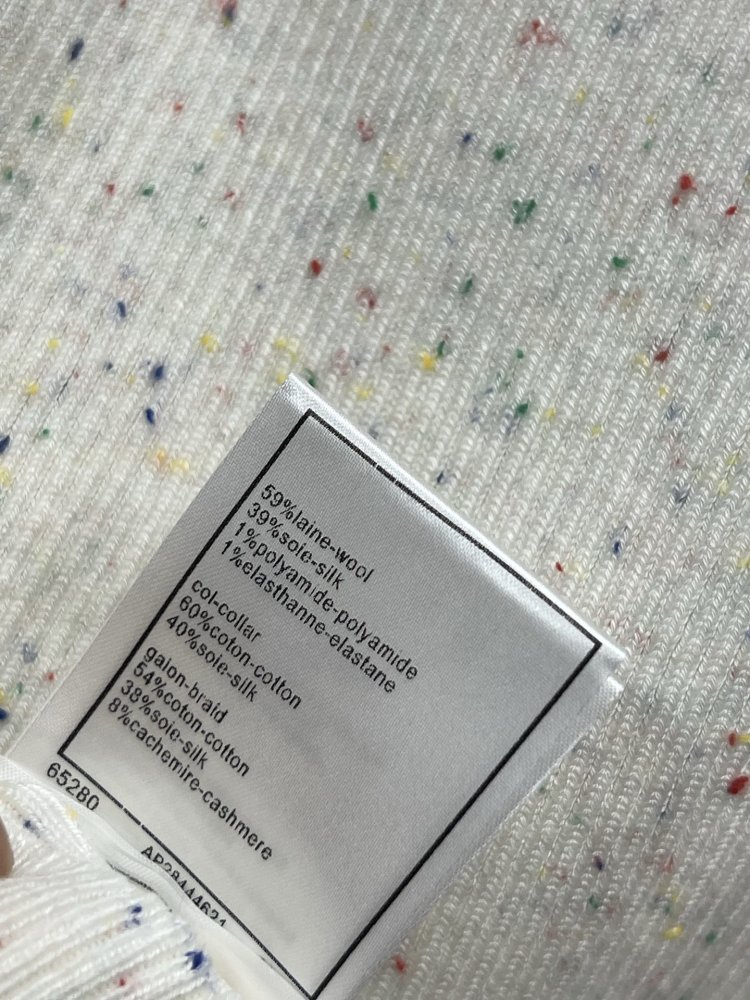 59%laine-wool
39%soie-silk
1%polyamide-polyamide
1%elasthanne-elastane
col-collar
60%coton-cotton
40%soie-silk
galon-braid
54%coton-cotton
38%soie-silk
8%cachemire-cashmere
65280